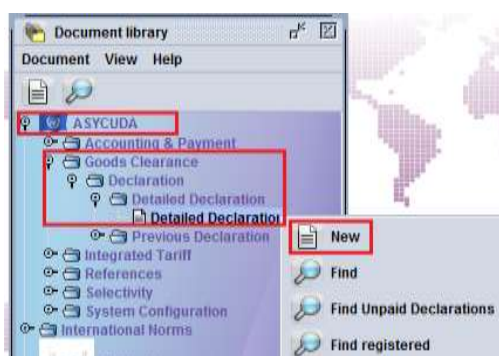 Document library
Document View Help
ASYCUDA
Accounting & Payment
Goods Clearance
Declaration
Detailed Declaration
Detailed Declaration
Previous Declaration
Integrated Tariff
References
Selectivity
System Configuration
International Norms
New
Find
Find Unpaid Declarations
Find registered